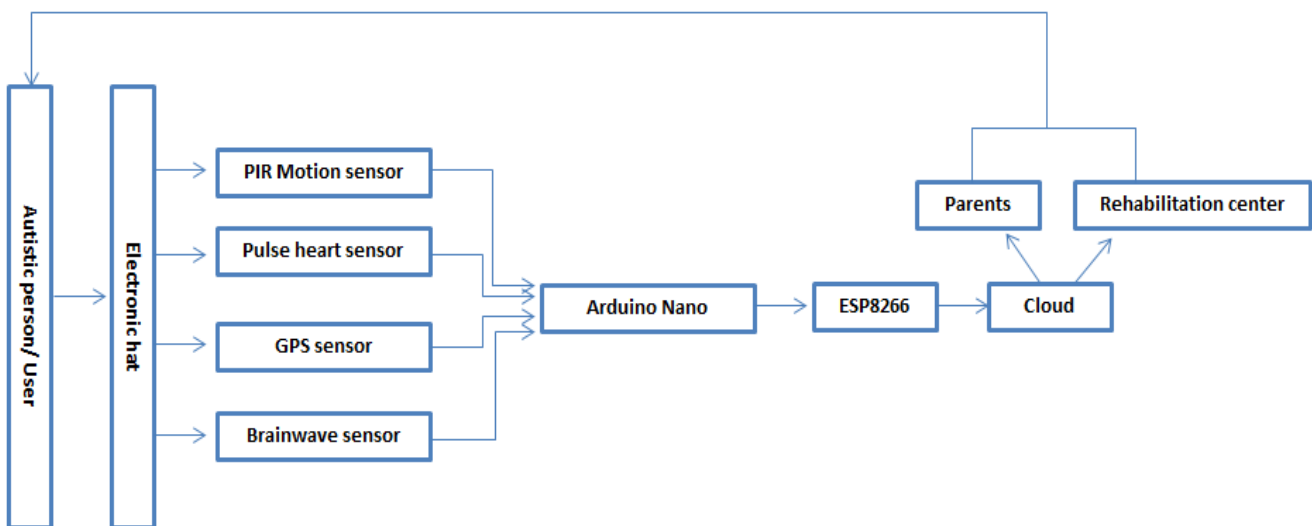 Autistic person/ User
Electronic hat
PIR Motion sensor
Pulse heart sensor
GPS sensor
Brainwave sensor
Arduino Nano
ESP8266
Cloud
Parents
Rehabilitation center